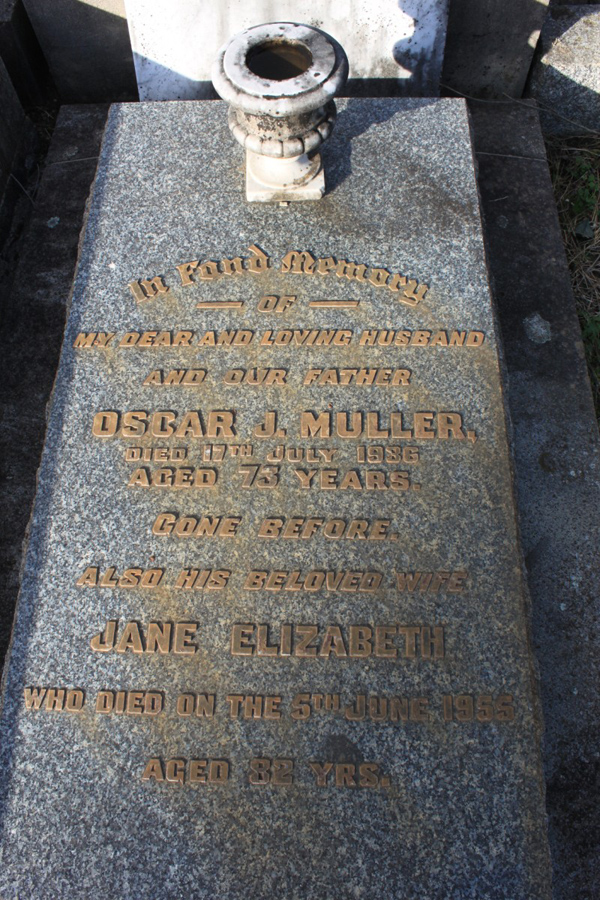 In Fond Memory
— OF —
MY DEAR AND LOVING HUSBAND
AND OUR FATHER
OSCAR J. MULLER,
DIED 17TH JULY 1936
AGED 73 YEARS.
GONE BEFORE.
ALSO HIS BELOVED WIFE
JANE ELIZABETH
WHO DIED ON THE 5TH JUNE 1955
AGED 82 YRS.